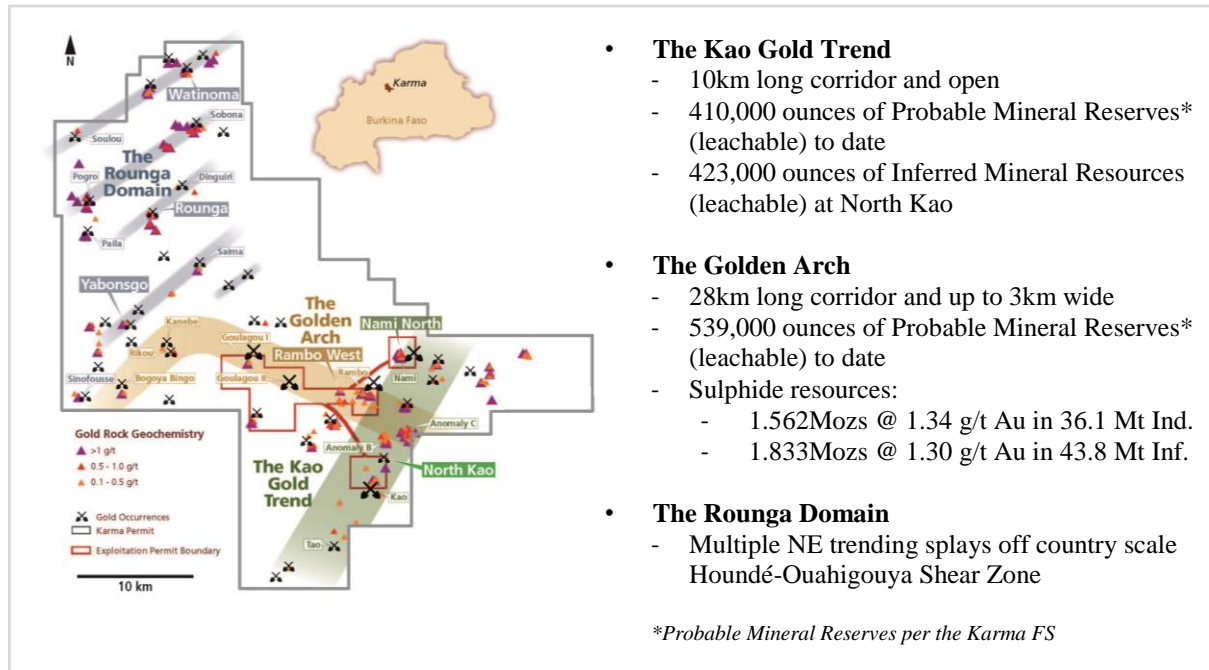 N
Karma
Burkina Faso
Watinoma
Sobona
Soulou
The
Rounga
Domain
Pogro
Dinguiri
Rounga
Paila
Saima
Yabonsgo
The
Golden
Arch
Nami North
Kanebe
Goulagou I
Rambo West
Rikou
Goulagou II
Rambo
Nami
Sinofousse
Bogoya Bingo
Anomaly C
Anomaly B
North Kao
The Kao
Gold
Trend
Kao
Tao
Gold Rock Geochemistry
>1 g/t
0.5 - 1.0 g/t
0.1 - 0.5 g/t
Gold Occurrences
Karma Permit
Exploitation Permit Boundary
10 km
• The Kao Gold Trend
- 10km long corridor and open
- 410,000 ounces of Probable Mineral Reserves*
(leachable) to date
- 423,000 ounces of Inferred Mineral Resources
(leachable) at North Kao
• The Golden Arch
- 28km long corridor and up to 3km wide
- 539,000 ounces of Probable Mineral Reserves*
(leachable) to date
- Sulphide resources:
- 1.562Mozs @ 1.34 g/t Au in 36.1 Mt Ind.
- 1.833Mozs @ 1.30 g/t Au in 43.8 Mt Inf.
• The Rounga Domain
- Multiple NE trending splays off country scale
Houndé-Ouahigouya Shear Zone
*Probable Mineral Reserves per the Karma FS